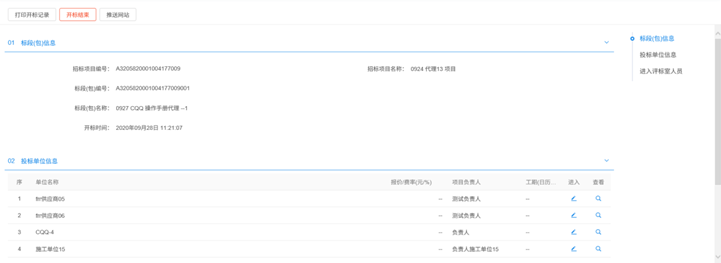 打印开标记录 开标结束 推送网站
01 标段(包)信息
招标项目编号： A3205820001004177009 招标项目名称： 0924 代理13 项目
标段(包)编号： A3205820001004177009001
标段(包)名称： 0927 CQQ 操作手册代理 --1
开标时间： 2020年09月28日 11:21:07
02 投标单位信息
序 单位名称 报价/费率(元/%) 项目负责人 工期(日历... 进入 查看
1 frr供应商05 -- 测试负责人 --
2 frr供应商06 -- 测试负责人 --
3 CQQ-4 -- 负责人 --
4 施工单位15 -- 负责人施工单位15 --
标段(包)信息
投标单位信息
进入评标室人员